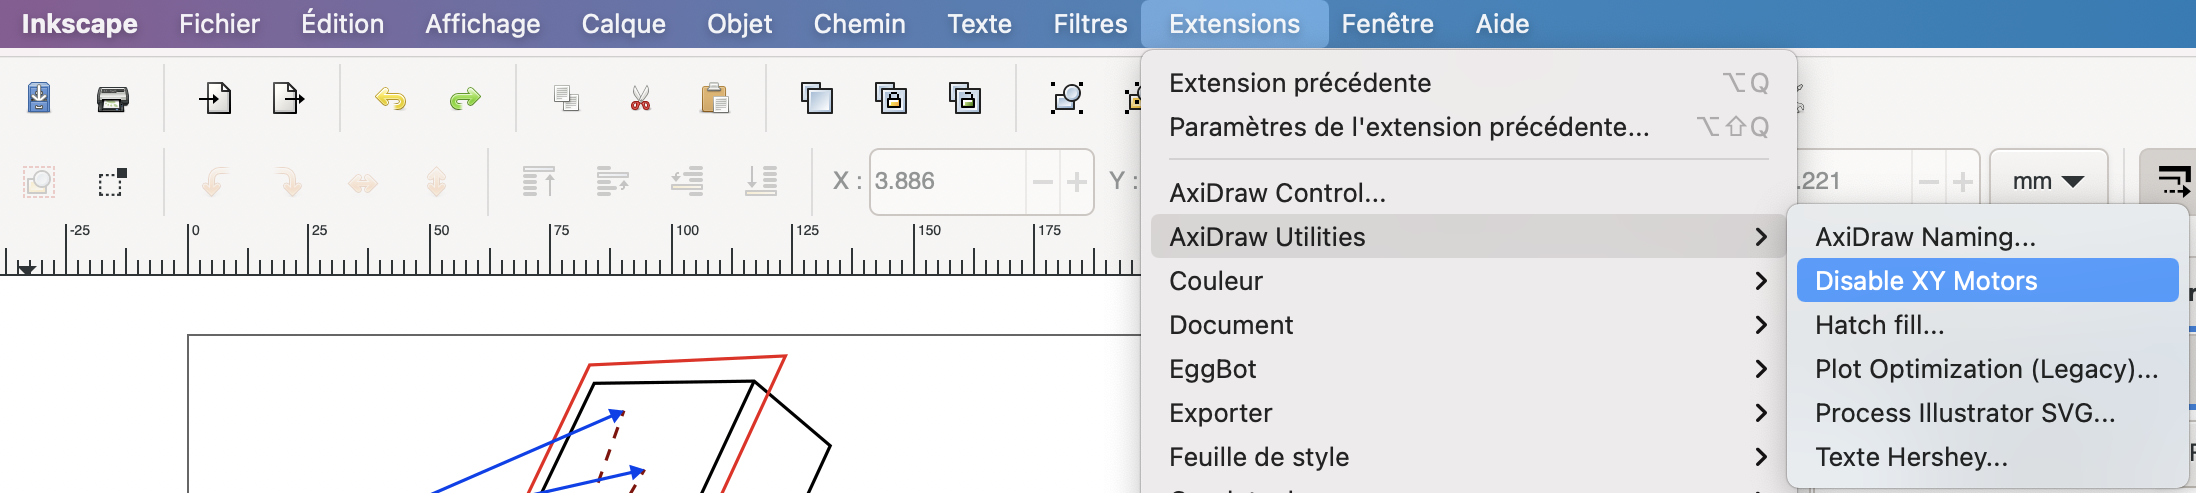 Inkscape Fichier Édition Affichage Calque Objet Chemin Texte Filtres Extensions Fenêtre Aide
Extension précédente ⌥Q
Paramètres de l'extension précédente... ⌥⇧Q
X : 3.886 Y : .221 mm
AxiDraw Control...
-25 0 25 50 75 100 125 150 175
AxiDraw Utilities
AxiDraw Naming...
Couleur
Disable XY Motors
Document
Hatch fill...
EggBot
Plot Optimization (Legacy)...
Exporter
Process Illustrator SVG...
Feuille de style
Texte Hershey...